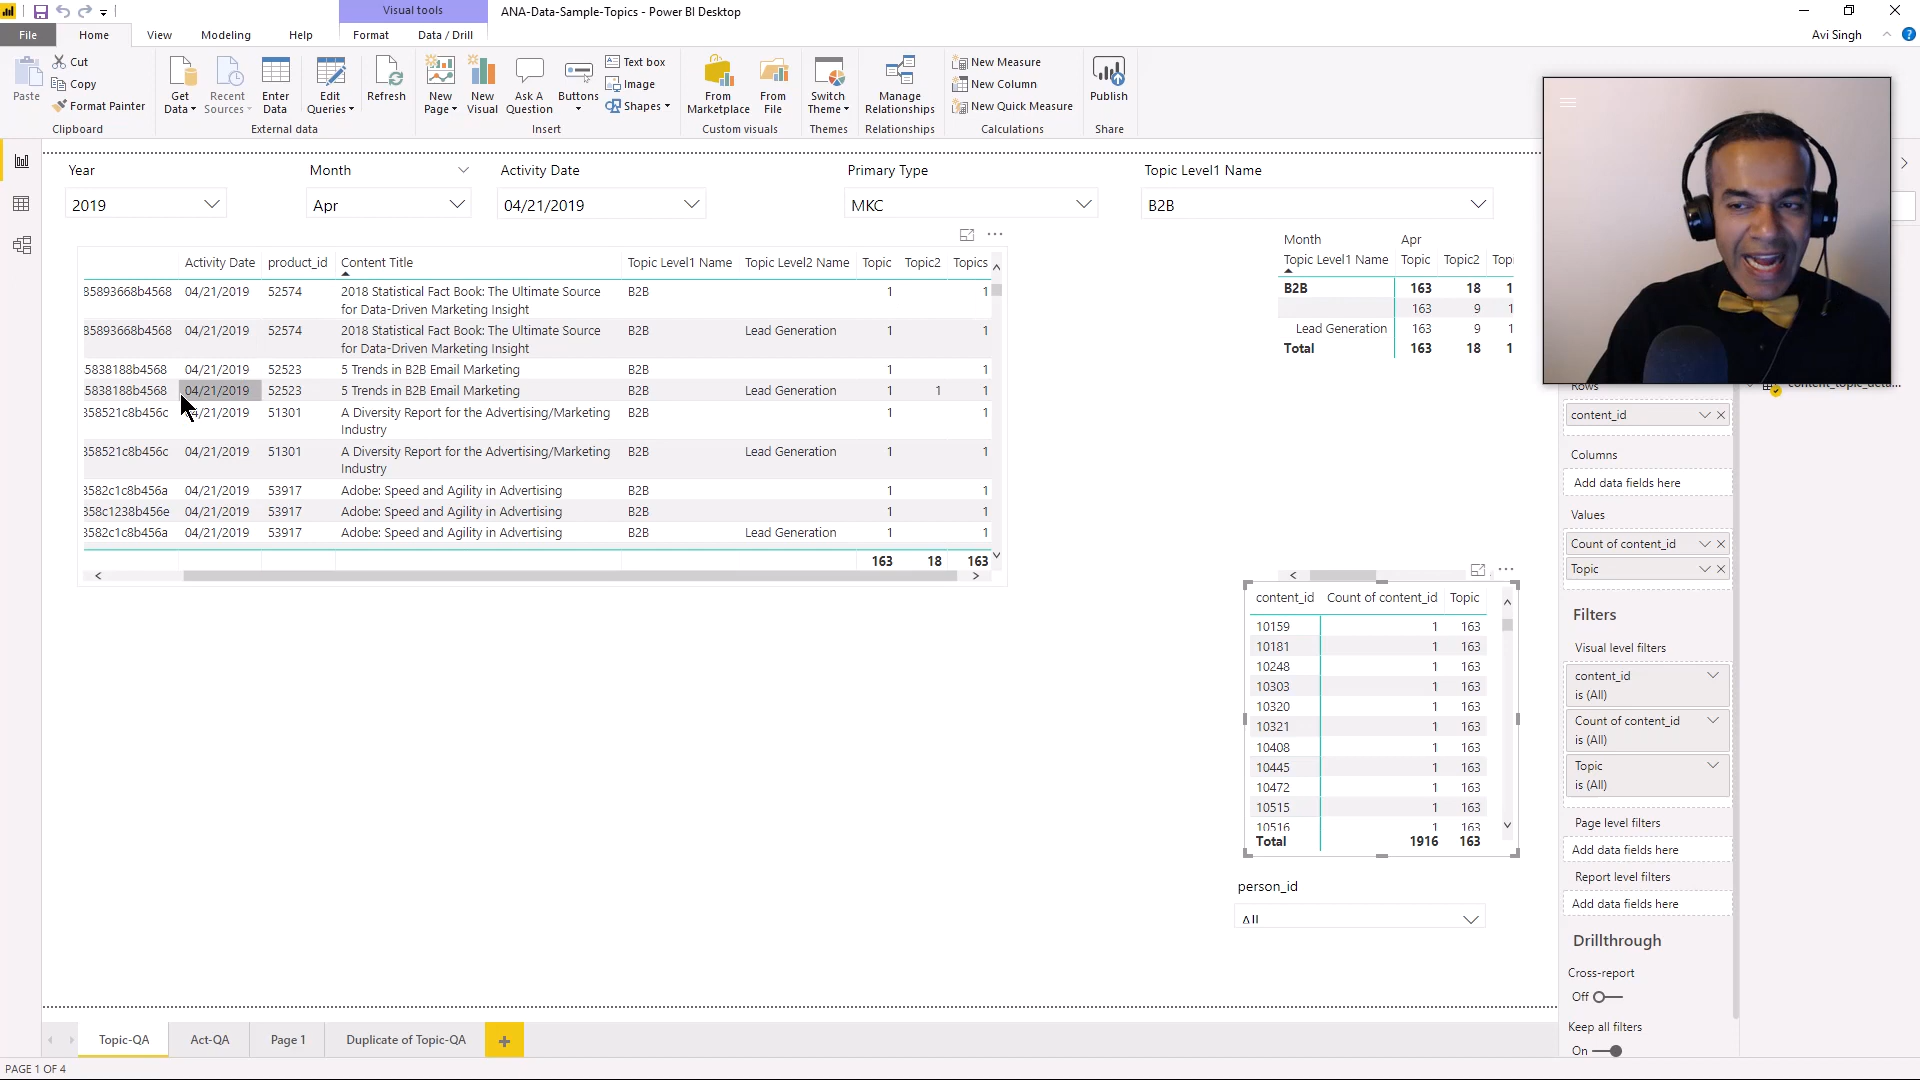 ANA-Data-Sample-Topics - Power BI Desktop
Visual tools
File Home View Modeling Help Format Data / Drill
Avi Singh
Paste
Cut
Copy
Format Painter
Clipboard
Get Data
Recent Sources
Enter Data
Edit Queries
Refresh
External data
New Page
New Visual
Ask A Question
Buttons
Text box
Image
Shapes
Insert
From Marketplace
From File
Custom visuals
Switch Theme
Themes
Manage Relationships
Relationships
New Measure
New Column
New Quick Measure
Calculations
Publish
Share
Year
2019
Month
Apr
Activity Date
04/21/2019
Primary Type
MKC
Topic Level1 Name
B2B
Activity Date product_id Content Title Topic Level1 Name Topic Level2 Name Topic Topic2 Topics
85893668b4568 04/21/2019 52574 2018 Statistical Fact Book: The Ultimate Source B2B 1 1
for Data-Driven Marketing Insight
85893668b4568 04/21/2019 52574 2018 Statistical Fact Book: The Ultimate Source B2B Lead Generation 1 1
for Data-Driven Marketing Insight
5838188b4568 04/21/2019 52523 5 Trends in B2B Email Marketing B2B 1 1
5838188b4568 04/21/2019 52523 5 Trends in B2B Email Marketing B2B Lead Generation 1 1 1
358521c8b456c 04/21/2019 51301 A Diversity Report for the Advertising/Marketing B2B 1 1
Industry
358521c8b456c 04/21/2019 51301 A Diversity Report for the Advertising/Marketing B2B Lead Generation 1 1
Industry
3582c1c8b456a 04/21/2019 53917 Adobe: Speed and Agility in Advertising B2B 1 1
358c1238b456e 04/21/2019 53917 Adobe: Speed and Agility in Advertising B2B 1 1
3582c1c8b456a 04/21/2019 53917 Adobe: Speed and Agility in Advertising B2B Lead Generation 1 1
163 18 163
Month Apr
Topic Level1 Name Topic Topic2 Topi
B2B 163 18 1
163 9 1
Lead Generation 163 9 1
Total 163 18 1
content_id Count of content_id Topic
10159 1 163
10181 1 163
10248 1 163
10303 1 163
10320 1 163
10321 1 163
10408 1 163
10445 1 163
10472 1 163
10515 1 163
10516 1 163
Total 1916 163
person_id
All
Rows
content_id
Columns
Add data fields here
Values
Count of content_id
Topic
Filters
Visual level filters
content_id
is (All)
Count of content_id
is (All)
Topic
is (All)
Page level filters
Add data fields here
Report level filters
Add data fields here
Drillthrough
Cross-report
Off
Keep all filters
On
Topic-QA Act-QA Page 1 Duplicate of Topic-QA
PAGE 1 OF 4